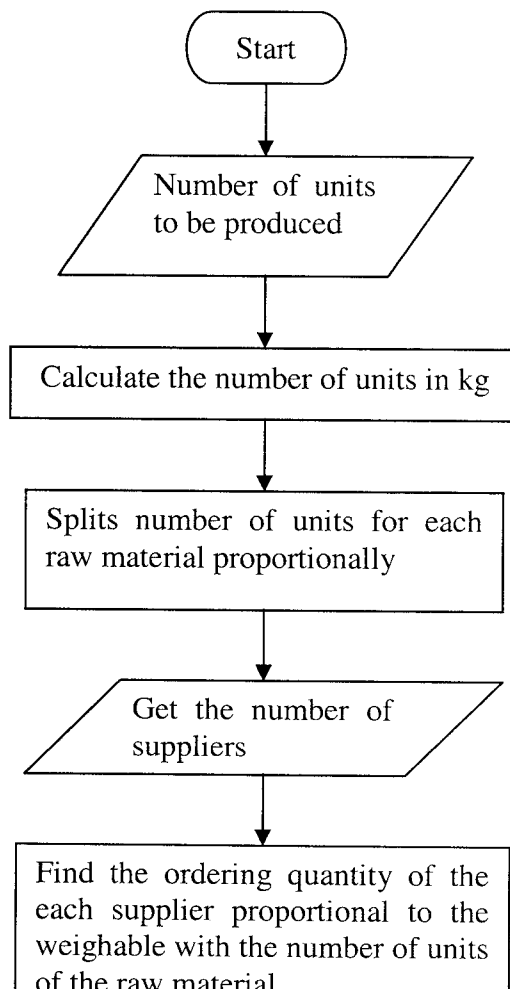 Start
Number of units
to be produced
Calculate the number of units in kg
Splits number of units for each
raw material proportionally
Get the number of
suppliers
Find the ordering quantity of the
each supplier proportional to the
weighable with the number of units
of the raw material